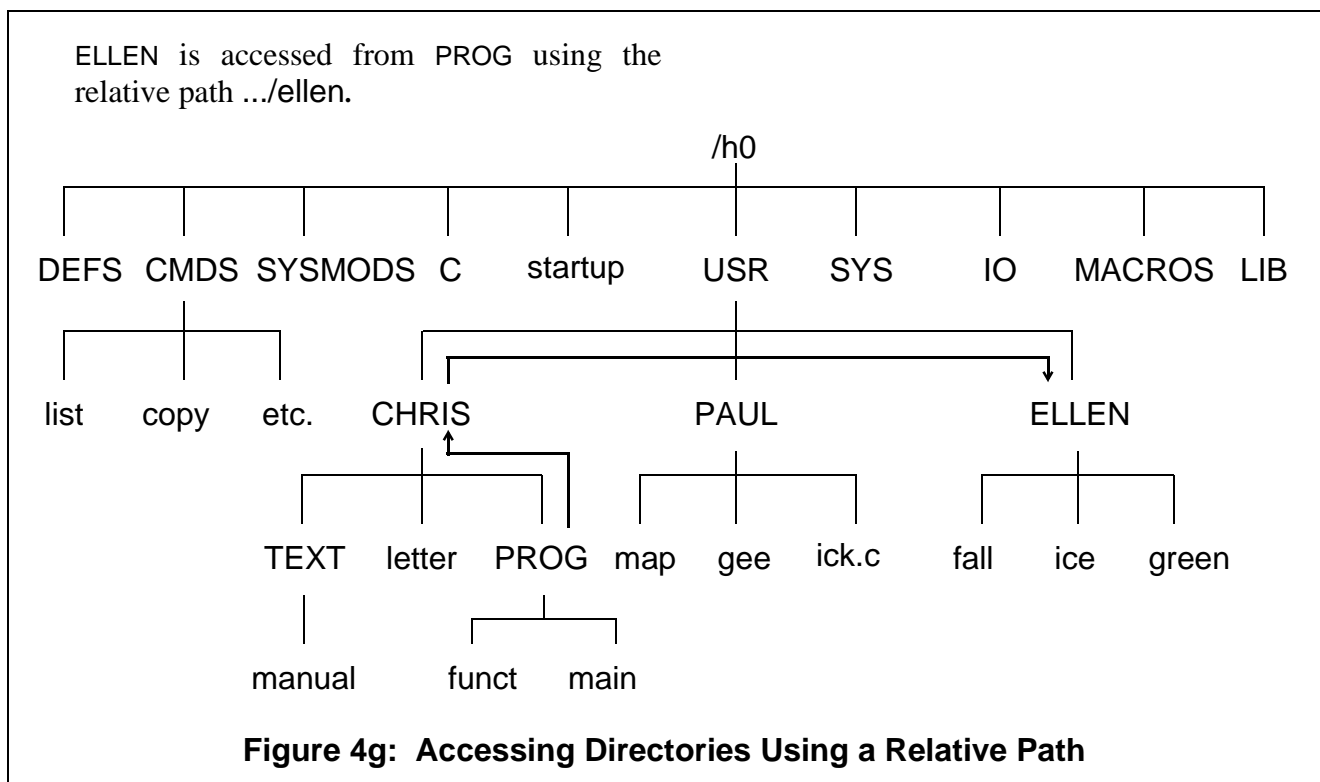 ELLEN is accessed from PROG using the
relative path .../ellen.
/h0
DEFS CMDS SYSMODS C startup USR SYS IO MACROS LIB
list copy etc. CHRIS PAUL ELLEN
TEXT letter PROG map gee ick.c fall ice green
manual funct main
Figure 4g: Accessing Directories Using a Relative Path